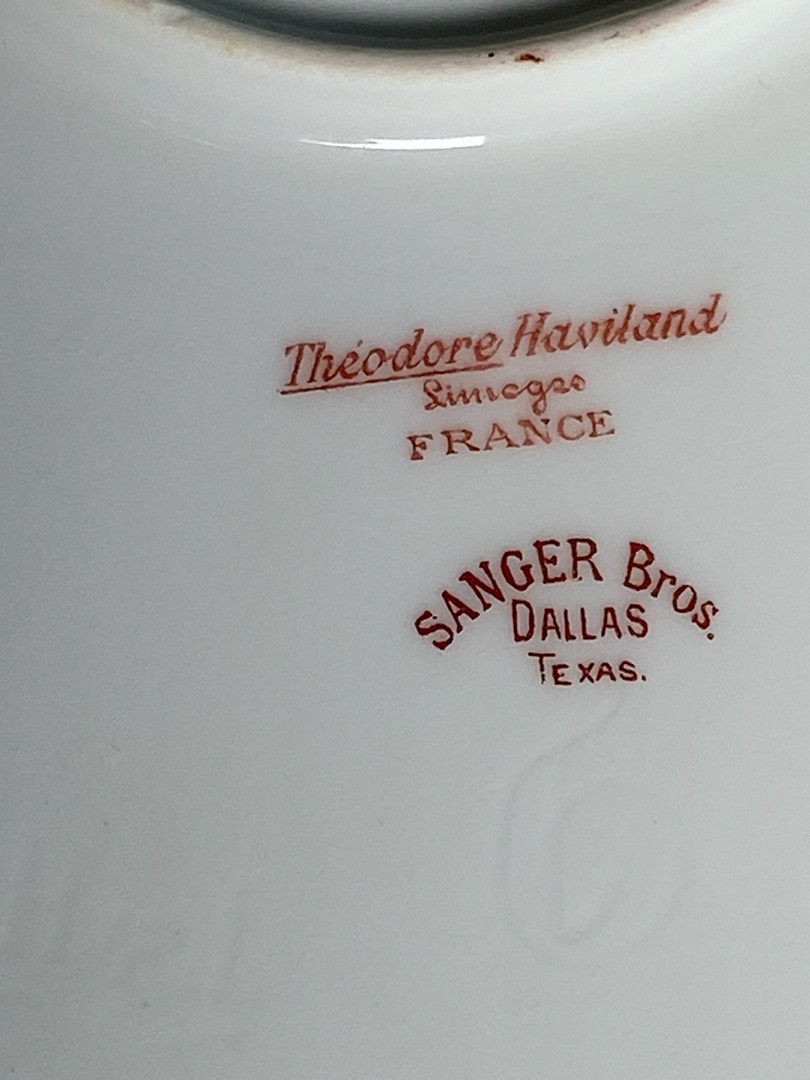 Théodore Haviland
Limoges
FRANCE
SANGER Bros.
DALLAS
TEXAS.